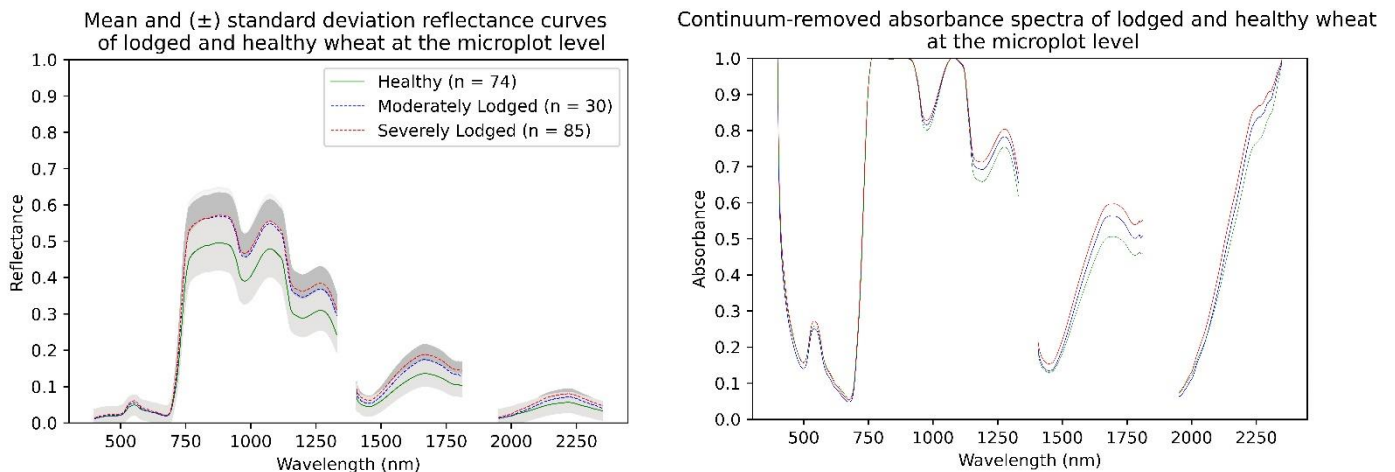 Mean and (±) standard deviation reflectance curves
of lodged and healthy wheat at the microplot level
1.0
0.9
0.8
0.7
0.6
0.5
0.4
0.3
0.2
0.1
0.0
Reflectance
Healthy (n = 74)
Moderately Lodged (n = 30)
Severely Lodged (n = 85)
500 750 1000 1250 1500 1750 2000 2250
Wavelength (nm)
Continuum-removed absorbance spectra of lodged and healthy wheat
at the microplot level
1.0
0.9
0.8
0.7
0.6
0.5
0.4
0.3
0.2
0.1
0.0
Absorbance
500 750 1000 1250 1500 1750 2000 2250
Wavelength (nm)